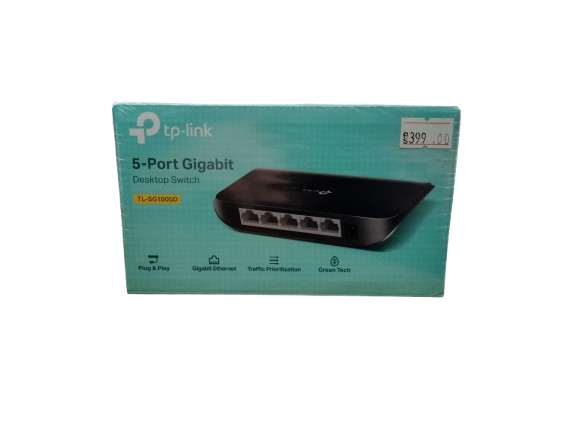 tp-link
399.00
5-Port Gigabit
Desktop Switch
TL-SG1005D
Plug & Play
Gigabit Ethernet
Traffic Prioritization
Green Tech